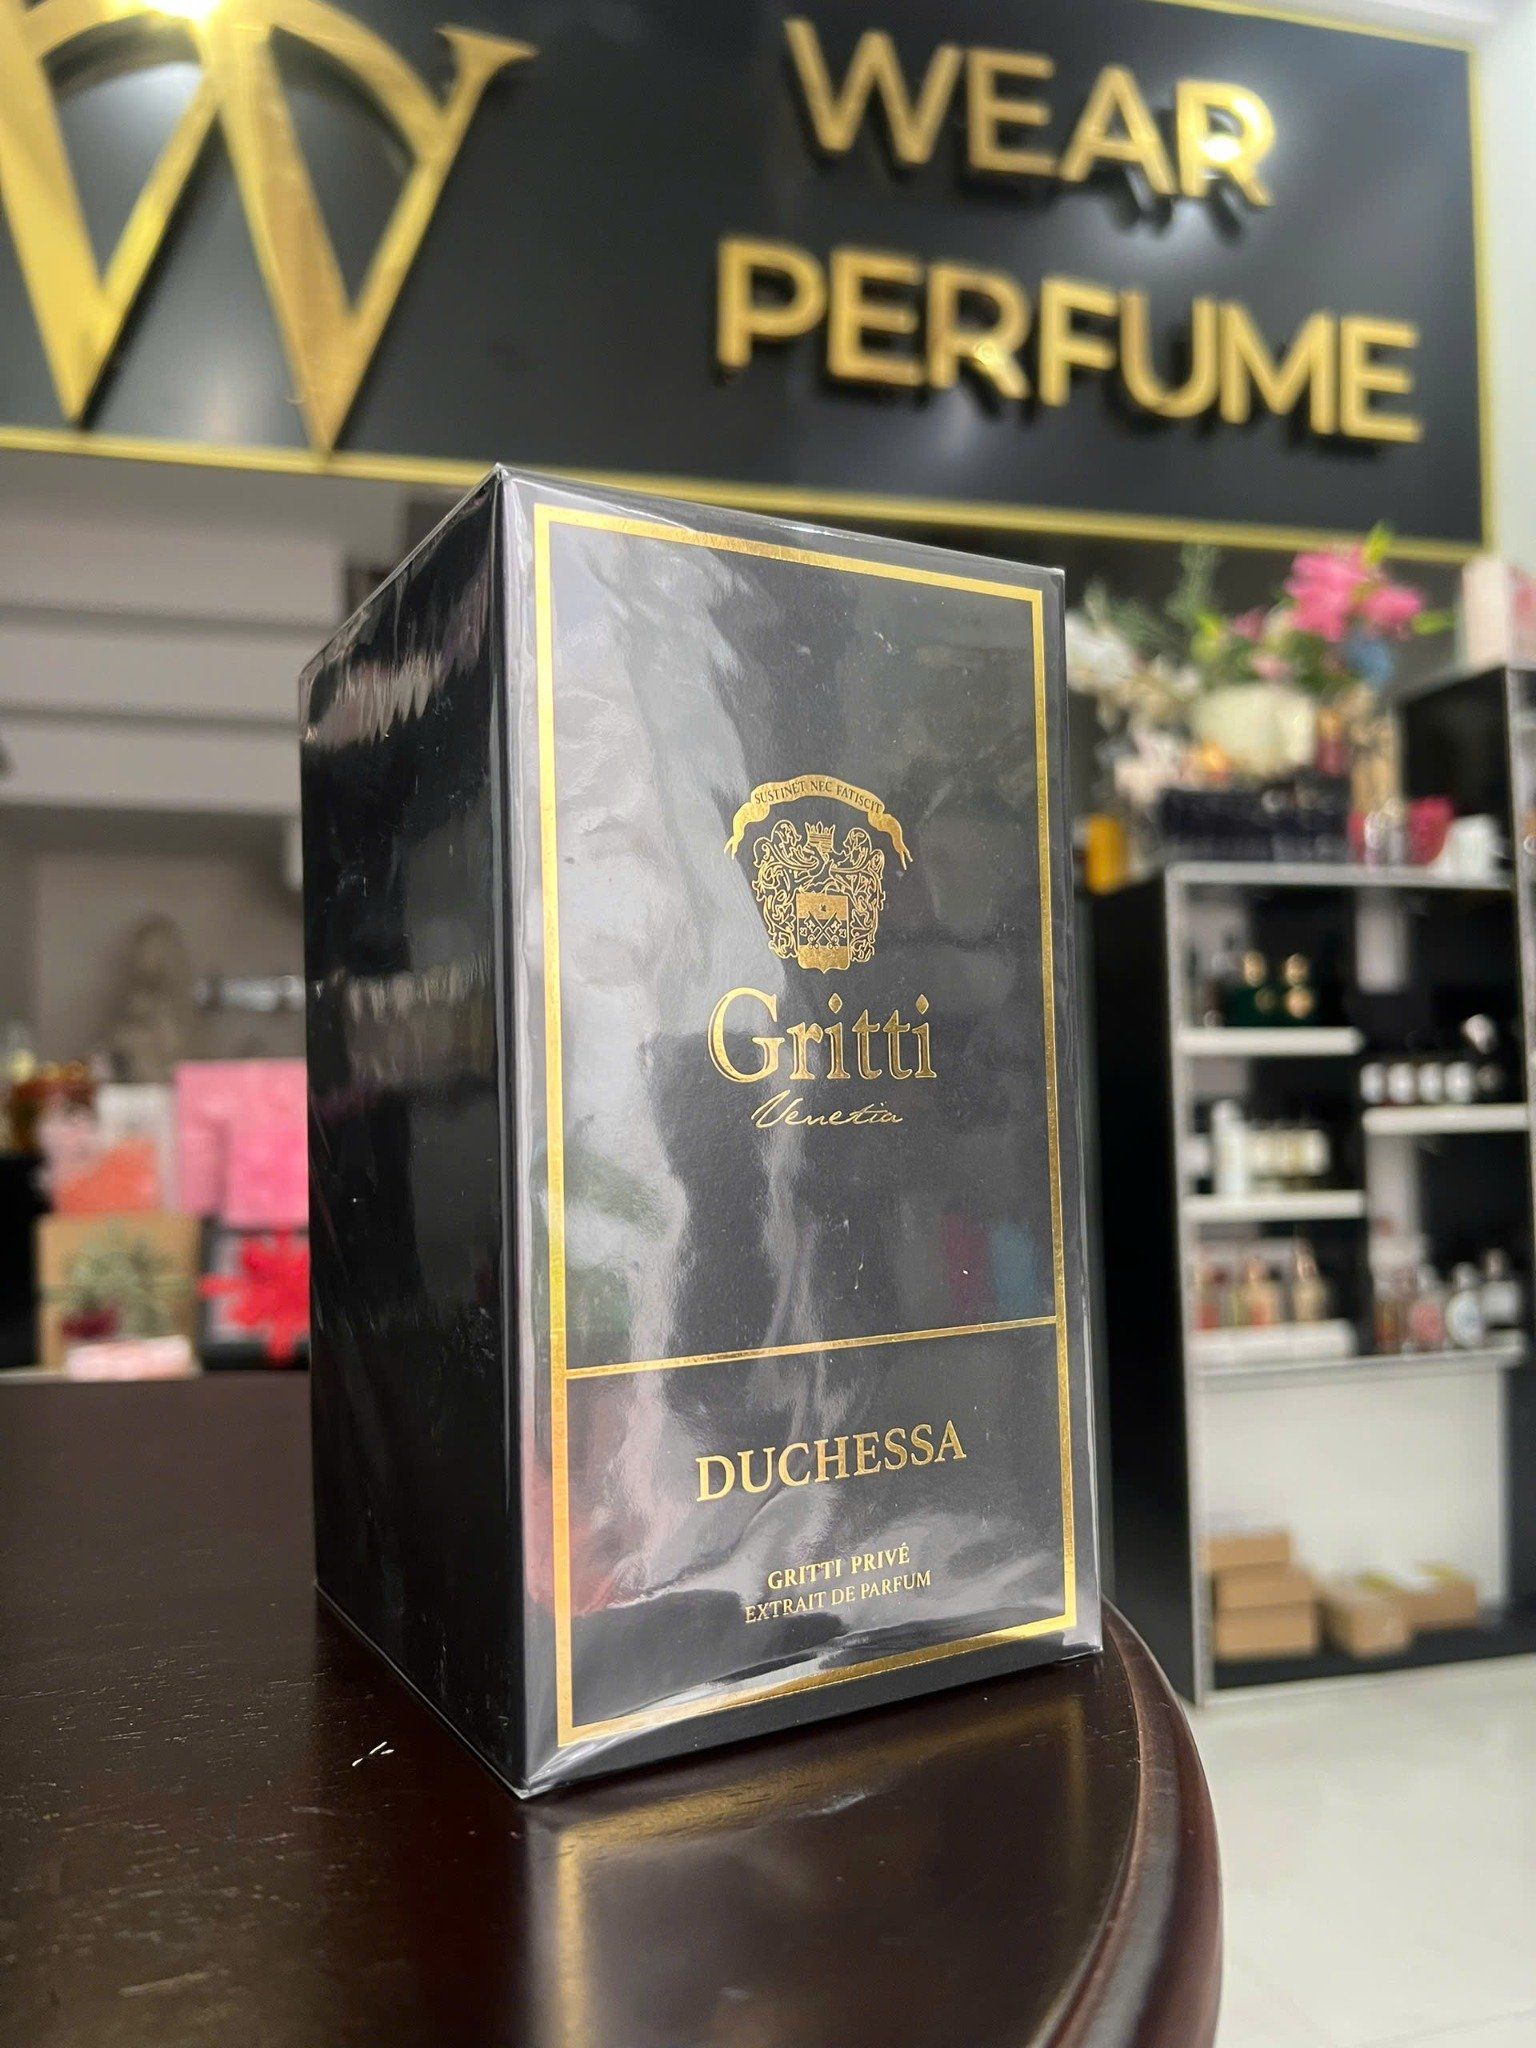 W
WEAR
PERFUME
SUSTINET NEC FATISCIT
Gritti
Venetia
DUCHESSA
GRITTI PRIVÉ
EXTRAIT DE PARFUM